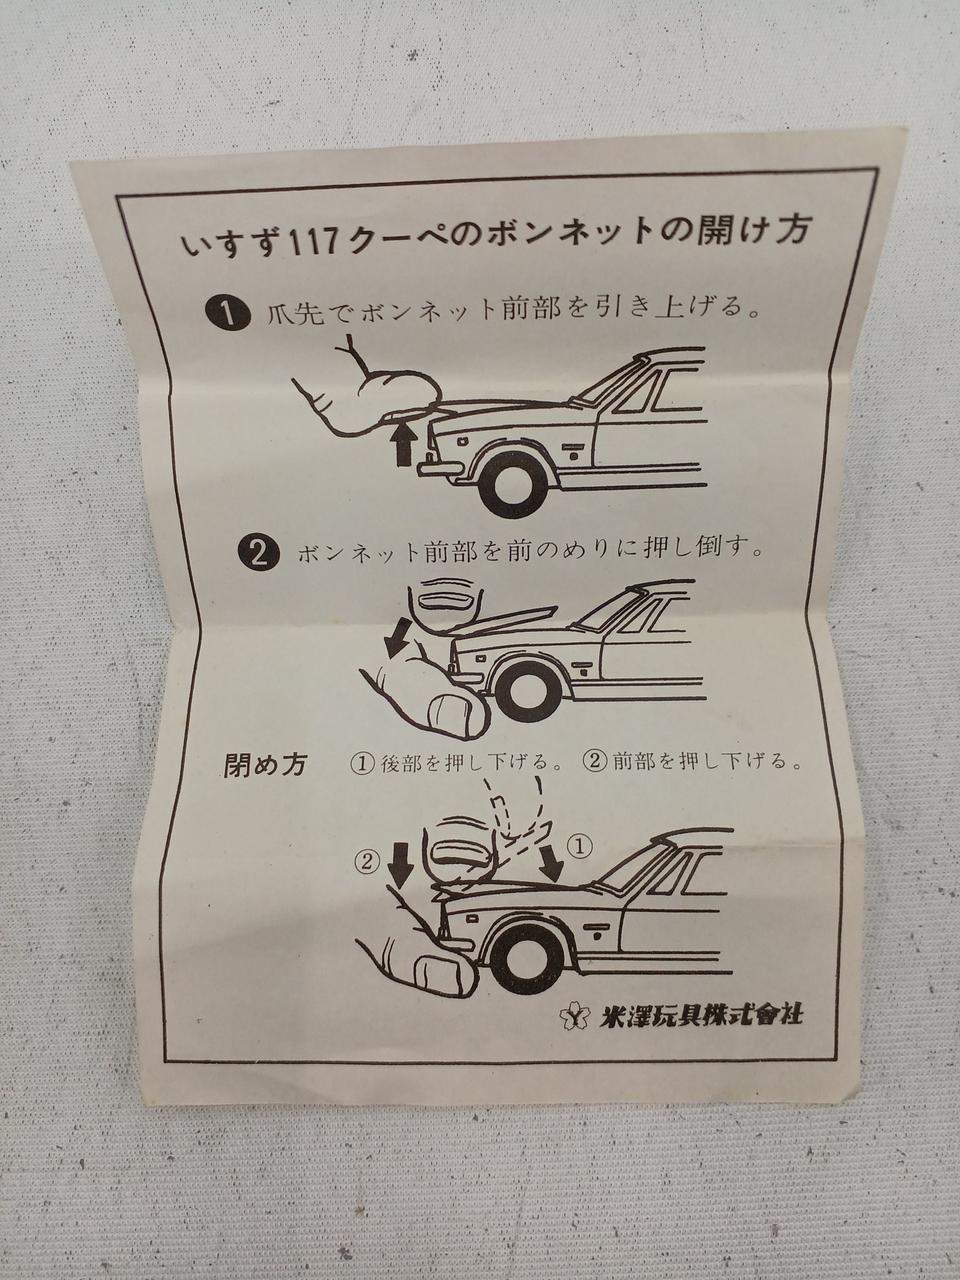 いすず117クーペのボンネットの開け方
1 爪先でボンネット前部を引き上げる。
2 ボンネット前部を前のめりに押し倒す。
閉め方 ①後部を押し下げる。 ②前部を押し下げる。
②
①
Y 米澤玩具株式會社